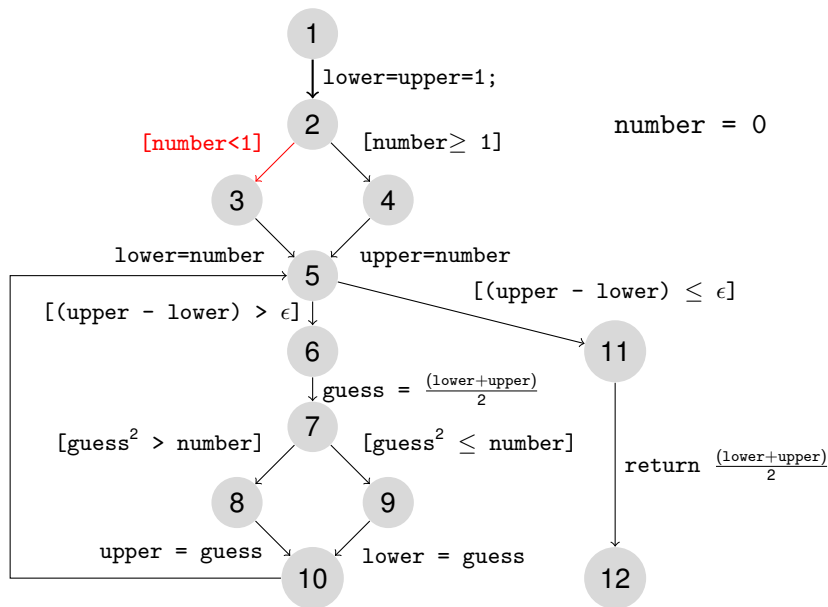 1
lower=upper=1;
2
number = 0
[number<1]
[number≥ 1]
3
4
lower=number
upper=number
5
[(upper - lower) > ϵ]
[(upper - lower) ≤ ϵ]
6
11
guess = (lower+upper)/2
7
[guess² > number]
[guess² ≤ number]
return (lower+upper)/2
8
9
upper = guess
lower = guess
10
12